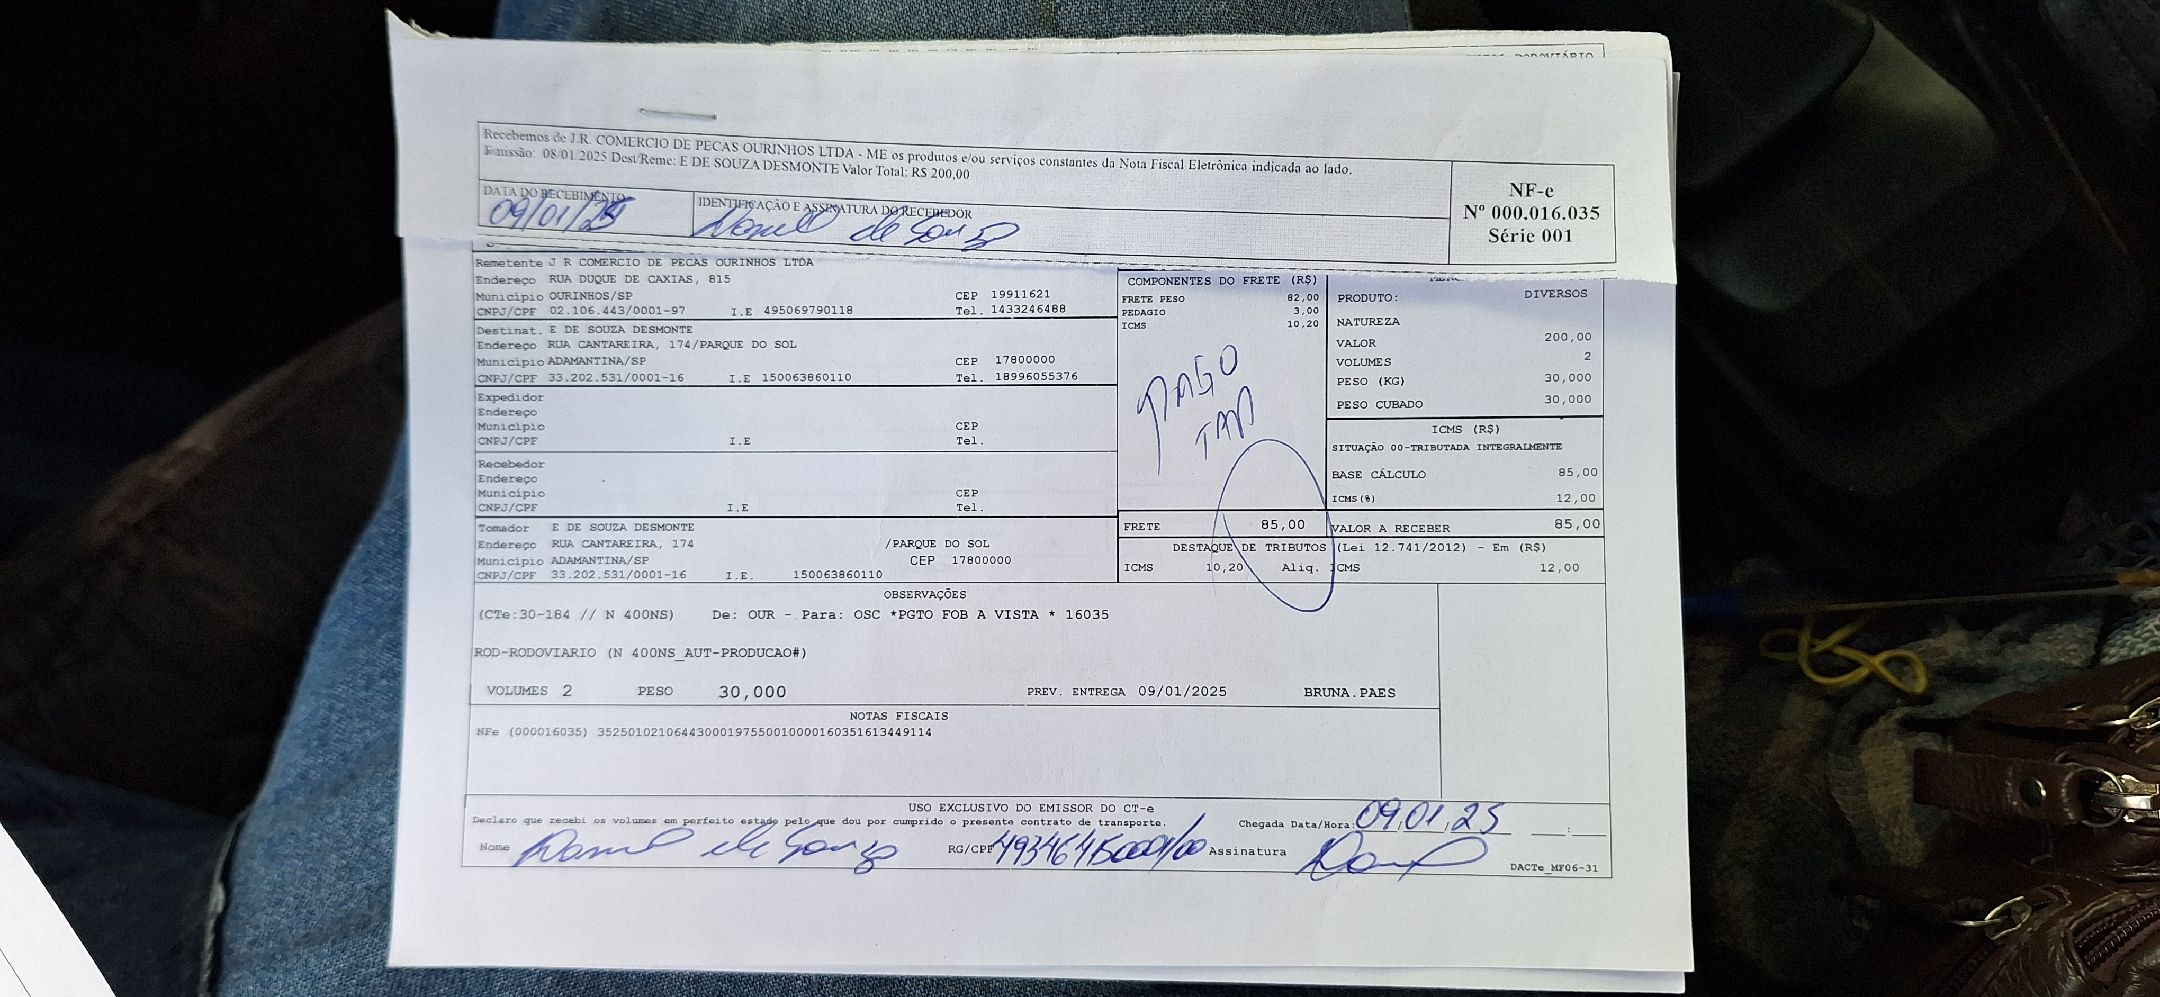 Recebemos de J.R. COMERCIO DE PECAS OURINHOS LTDA - ME os produtos e/ou serviços constantes da Nota Fiscal Eletrônica indicada ao lado.
Emissão: 08/01/2025 Dest/Reme: E DE SOUZA DESMONTE Valor Total: R$ 200,00
DATA DO RECEBIMENTO
IDENTIFICAÇÃO E ASSINATURA DO RECEBEDOR
09/01/25
de Souza
NF-e
Nº 000.016.035
Série 001
Remetente J R COMERCIO DE PECAS OURINHOS LTDA
Endereço RUA DUQUE DE CAXIAS, 815
Município OURINHOS/SP CEP 19911621
CNPJ/CPF 02.106.443/0001-97 I.E 495069790118 Tel. 1433246488
Destinat. E DE SOUZA DESMONTE
Endereço RUA CANTAREIRA, 174/PARQUE DO SOL
Município ADAMANTINA/SP CEP 17800000
CNPJ/CPF 33.202.531/0001-16 I.E 150063860110 Tel. 18996055376
Expedidor
Endereço
Município CEP
CNPJ/CPF I.E Tel.
Recebedor
Endereço
Município CEP
CNPJ/CPF I.E Tel.
Tomador E DE SOUZA DESMONTE
Endereço RUA CANTAREIRA, 174 /PARQUE DO SOL
Município ADAMANTINA/SP CEP 17800000
CNPJ/CPF 33.202.531/0001-16 I.E. 150063860110
COMPONENTES DO FRETE (R$)
FRETE PESO 82,00
PEDAGIO 3,00
ICMS 10,20
PAGO
FRETE 85,00
PRODUTO: DIVERSOS
NATUREZA
VALOR 200,00
VOLUMES 2
PESO (KG) 30,000
PESO CUBADO 30,000
ICMS (R$)
SITUAÇÃO 00-TRIBUTADA INTEGRALMENTE
BASE CÁLCULO 85,00
ICMS(%) 12,00
VALOR A RECEBER 85,00
DESTAQUE DE TRIBUTOS (Lei 12.741/2012) - Em (R$)
ICMS 10,20 Aliq. ICMS 12,00
OBSERVAÇÕES
(CTe:30-184 // N 400NS) De: OUR - Para: OSC *PGTO FOB A VISTA * 16035
ROD-RODOVIARIO (N 400NS_AUT-PRODUCAO#)
VOLUMES 2 PESO 30,000 PREV. ENTREGA 09/01/2025 BRUNA.PAES
NOTAS FISCAIS
NFe (000016035) 35250102106443000197550010000160351613449114
USO EXCLUSIVO DO EMISSOR DO CT-e
Declaro que recebi os volumes em perfeito estado pelo que dou por cumprido o presente contrato de transporte. Chegada Data/Hora: 09,01,25
Nome de Souza RG/CPF Assinatura
DACTe_MF06-31